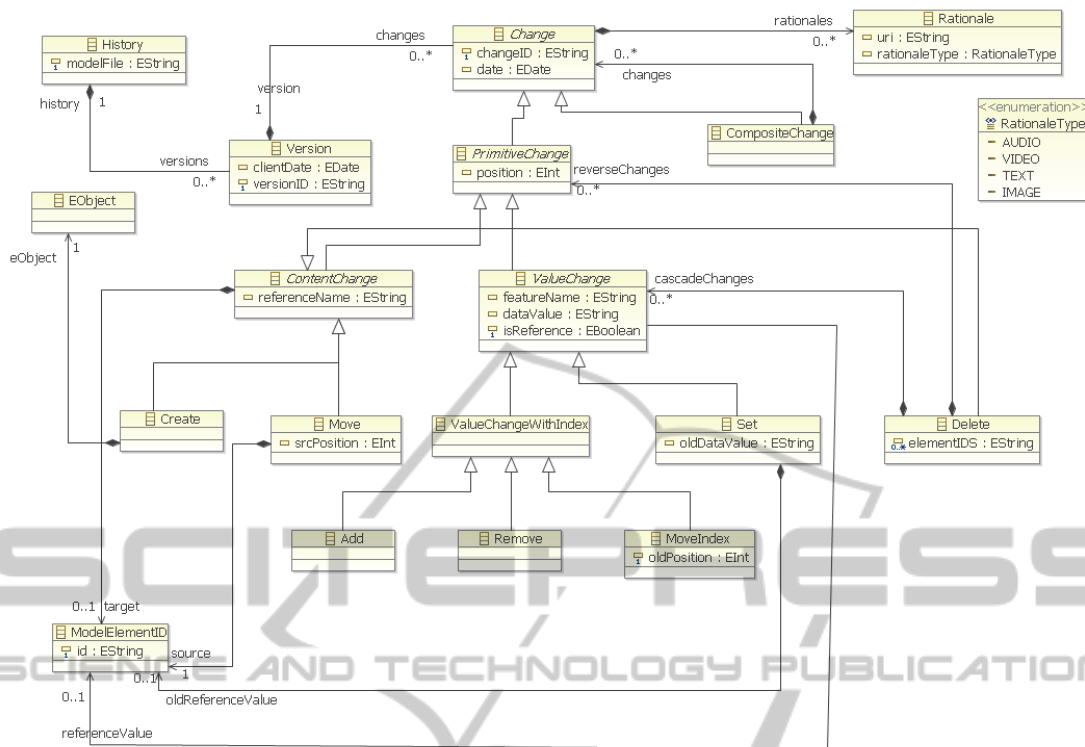 Change
changeID : EString
date : EDate
changes
0..*
rationales
0..*
Rationale
uri : EString
rationaleType : RationaleType
History
modelFile : EString
history
1
version
1
0..*
changes
<<enumeration>>
RationaleType
AUDIO
VIDEO
TEXT
IMAGE
CompositeChange
Version
clientDate : EDate
versionID : EString
versions
0..*
PrimitiveChange
position : EInt
reverseChanges
0..*
EObject
1
eObject
ContentChange
referenceName : EString
ValueChange
featureName : EString
dataValue : EString
isReference : EBoolean
cascadeChanges
0..*
Create
Move
srcPosition : EInt
ValueChangeWithIndex
Set
oldDataValue : EString
Delete
0..*
elementIDS : EString
Add
Remove
MoveIndex
oldPosition : EInt
SCITEPRESS
0..1
target
ModelElementID
id : EString
source
1
SCIENCE AND TECHNOLOGY PUBLICATION
0..1
0..1
oldReferenceValue
referenceValue